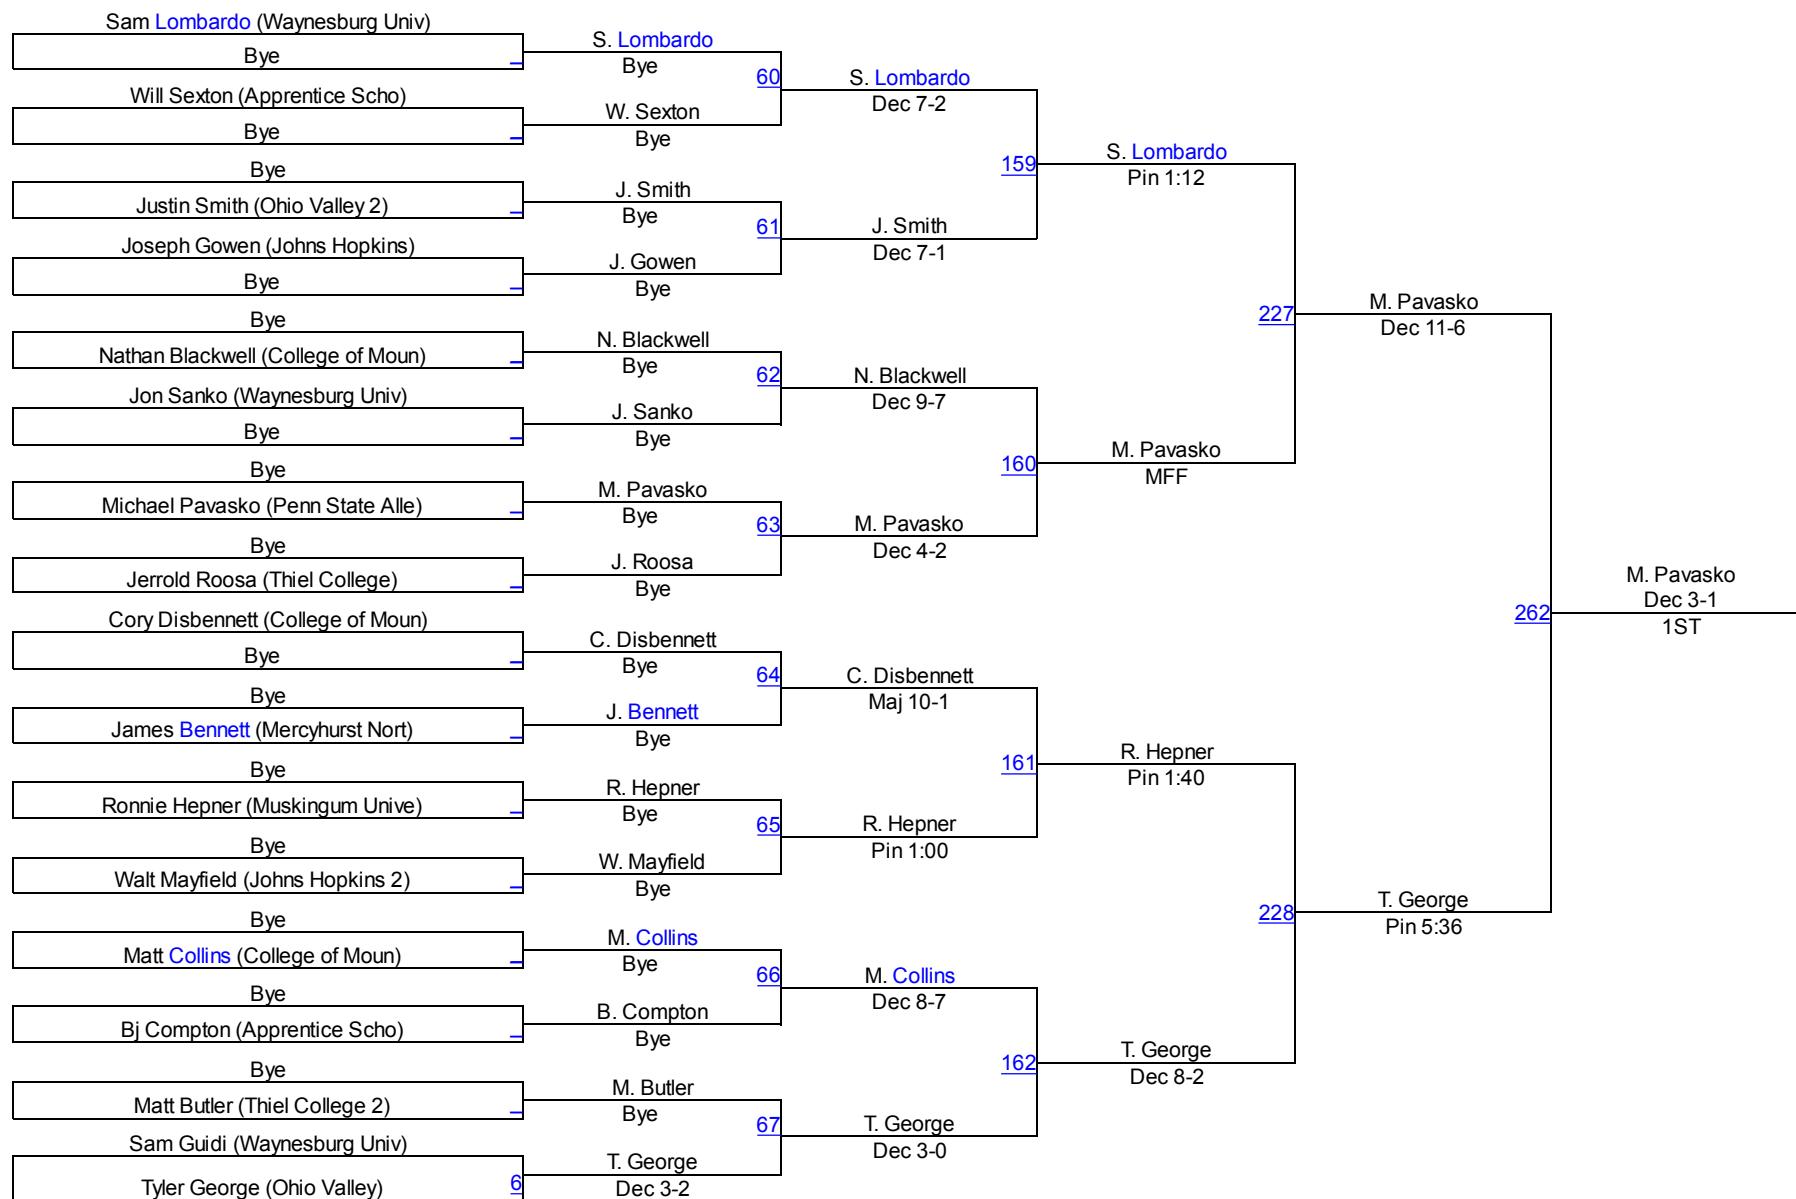 Sam Lombardo (Waynesburg Univ)
Bye
Will Sexton (Apprentice Scho)
Bye
Bye
Justin Smith (Ohio Valley 2)
Joseph Gowen (Johns Hopkins)
Bye
Bye
Nathan Blackwell (College of Moun)
Jon Sanko (Waynesburg Univ)
Bye
Bye
Michael Pavasko (Penn State Alle)
Bye
Jerrold Roosa (Thiel College)
Cory Disbennett (College of Moun)
Bye
Bye
James Bennett (Mercyhurst Nort)
Bye
Ronnie Hepner (Muskingum Unive)
Bye
Walt Mayfield (Johns Hopkins 2)
Bye
Matt Collins (College of Moun)
Bye
Bj Compton (Apprentice Scho)
Bye
Matt Butler (Thiel College 2)
Sam Guidi (Waynesburg Univ)
6
Tyler George (Ohio Valley)
S. Lombardo
Bye
60
W. Sexton
Bye
J. Smith
Bye
61
J. Gowen
Bye
N. Blackwell
Bye
62
J. Sanko
Bye
M. Pavasko
Bye
63
J. Roosa
Bye
C. Disbennett
Bye
64
J. Bennett
Bye
R. Hepner
Bye
65
W. Mayfield
Bye
M. Collins
Bye
66
B. Compton
Bye
M. Butler
Bye
67
T. George
Dec 3-2
S. Lombardo
Dec 7-2
159
J. Smith
Dec 7-1
N. Blackwell
Dec 9-7
160
M. Pavasko
Dec 4-2
C. Disbennett
Maj 10-1
161
R. Hepner
Pin 1:00
M. Collins
Dec 8-7
162
T. George
Dec 3-0
S. Lombardo
Pin 1:12
227
M. Pavasko
MFF
R. Hepner
Pin 1:40
228
T. George
Dec 8-2
M. Pavasko
Dec 11-6
262
T. George
Pin 5:36
M. Pavasko
Dec 3-1
1ST